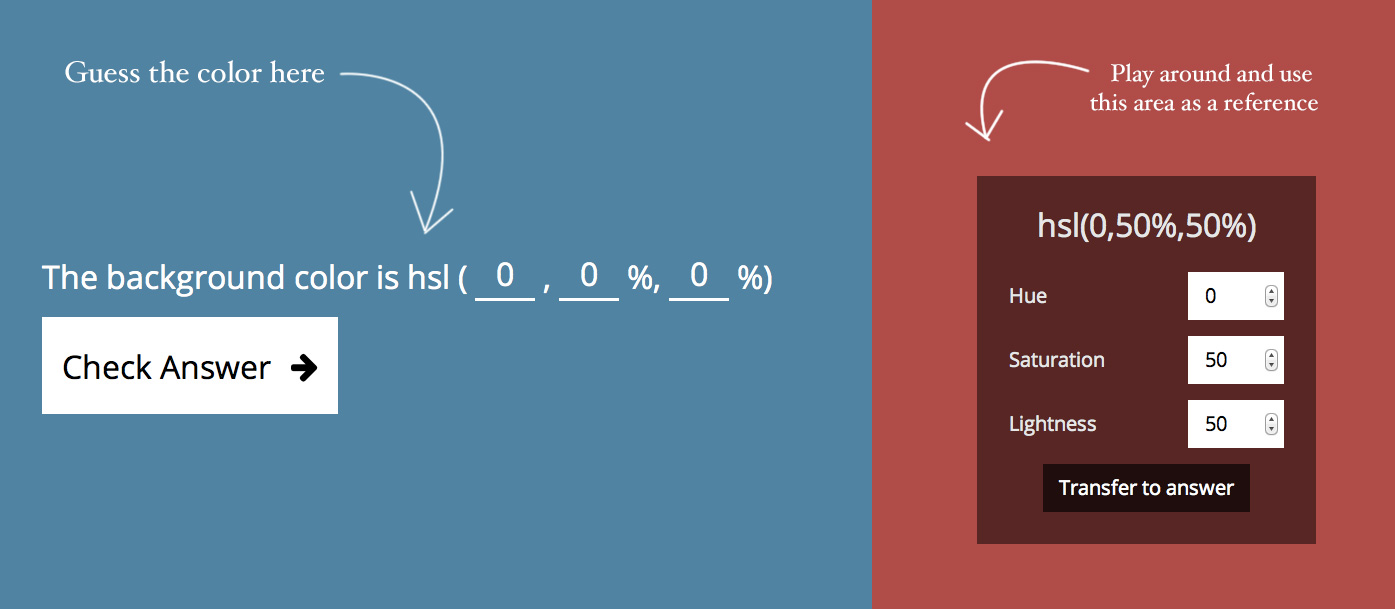 Guess the color here
The background color is hsl ( 0 , 0 %, 0 %)
Check Answer
Play around and use
this area as a reference
hsl(0,50%,50%)
Hue 0
Saturation 50
Lightness 50
Transfer to answer